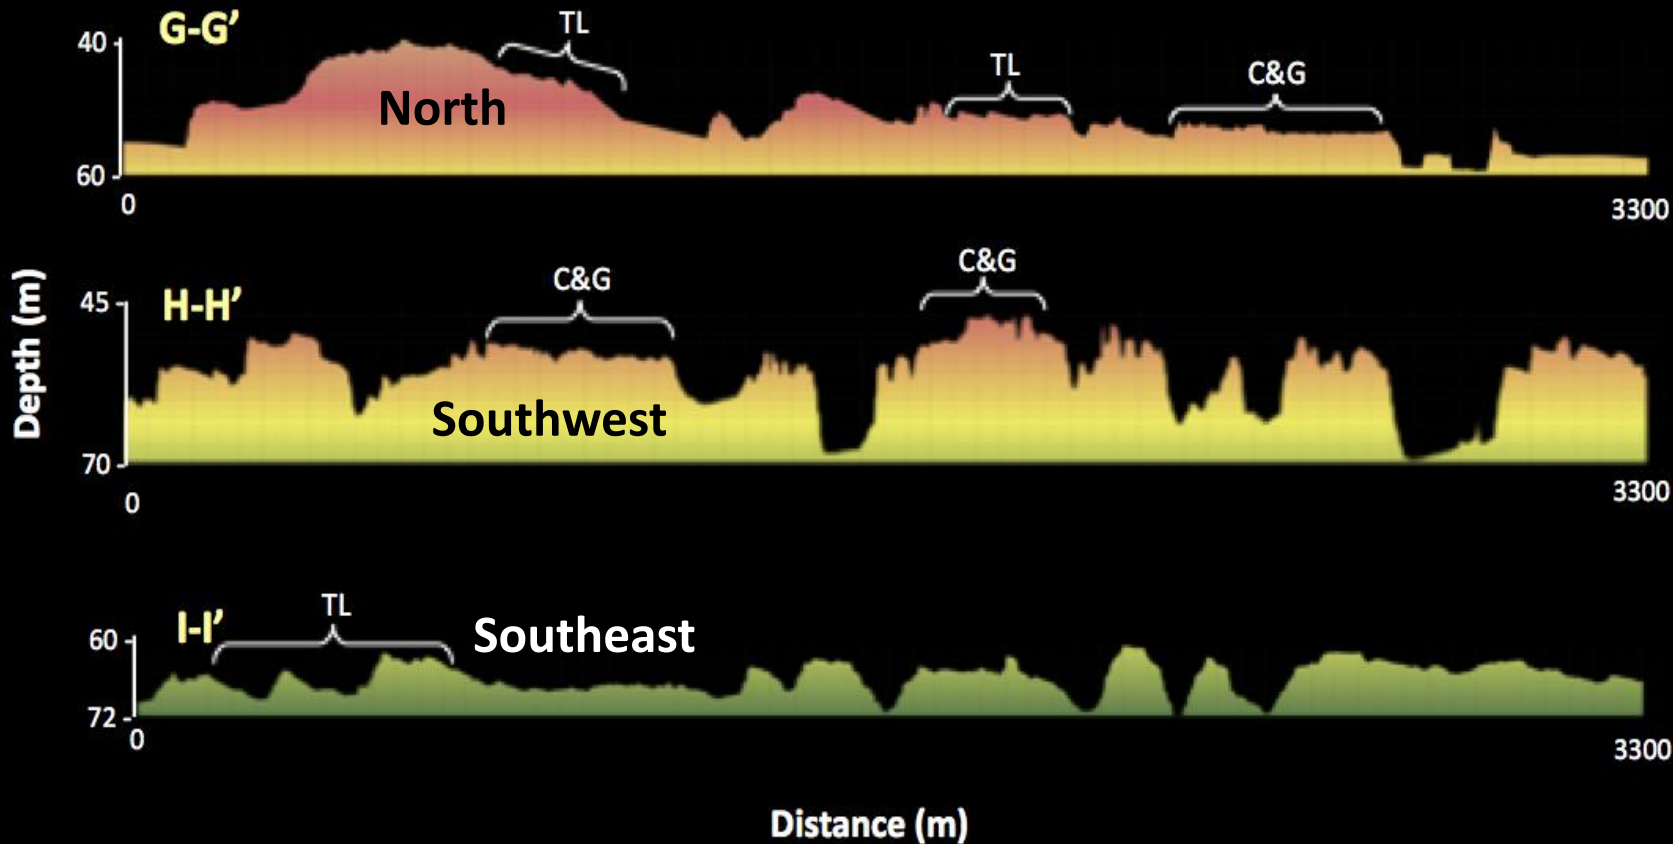 G-G’
TL
TL
C&G
40
North
60
0
3300
H-H’
C&G
C&G
45
Southwest
70
0
3300
Depth (m)
I-I’
TL
Southeast
60
72
0
3300
Distance (m)